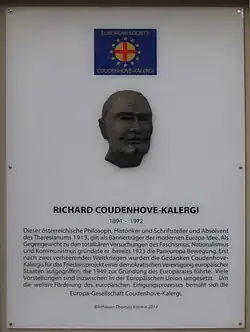 EUROPEAN SOCIETY
COUDENHOVE-KALERGI
RICHARD COUDENHOVE-KALERGI
1894 - 1972
Dieser österreichische Philosoph, Historiker und Schriftsteller und Absolvent
des Theresianums 1913, gilt als Bannerträger der modernen Europa-Idee. Als
Gegengewicht zu den totalitären Versuchungen des Faschismus, Nationalismus
und Kommunismus gründete er bereits 1923 die Paneuropa Bewegung. Erst
nach zwei verheerenden Weltkriegen wurden die Gedanken Coudenhove-
Kalergis für das Friedensprojekt einer demokratischen Vereinigung europäischer
Staaten aufgegriffen, die 1949 zur Gründung des Europarates führte. Viele
Vorstellungen sind inzwischen in der Europäischen Union umgesetzt. Um
die weitere Förderung des europäischen Einigungsprozesses bemüht sich die
Europa-Gesellschaft Coudenhove-Kalergi.
Bildhauer Thomas Kosma 2014